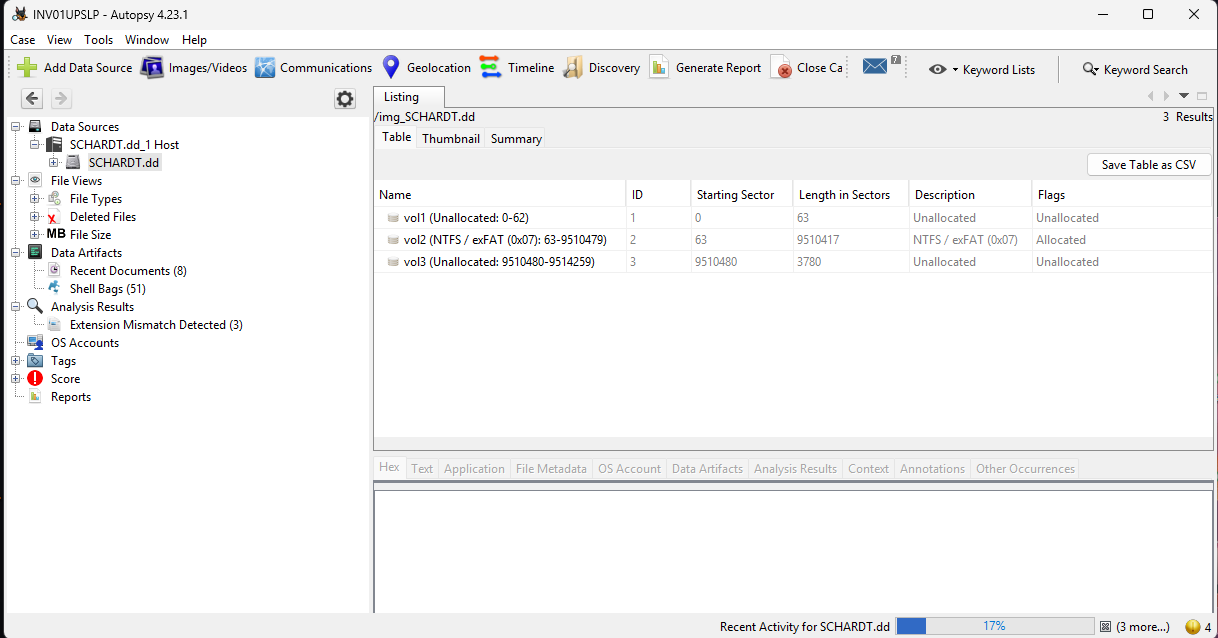 INV01UPSLP - Autopsy 4.23.1
Case View Tools Window Help
Add Data Source Images/Videos Communications Geolocation Timeline Discovery Generate Report Close Ca 7 Keyword Lists Keyword Search
Listing
/img_SCHARDT.dd 3 Results
Table Thumbnail Summary
Save Table as CSV
Name ID Starting Sector Length in Sectors Description Flags
vol1 (Unallocated: 0-62) 1 0 63 Unallocated Unallocated
vol2 (NTFS / exFAT (0x07): 63-9510479) 2 63 9510417 NTFS / exFAT (0x07) Allocated
vol3 (Unallocated: 9510480-9514259) 3 9510480 3780 Unallocated Unallocated
Data Sources
SCHARDT.dd_1 Host
SCHARDT.dd
File Views
File Types
Deleted Files
MB File Size
Data Artifacts
Recent Documents (8)
Shell Bags (51)
Analysis Results
Extension Mismatch Detected (3)
OS Accounts
Tags
Score
Reports
Hex Text Application File Metadata OS Account Data Artifacts Analysis Results Context Annotations Other Occurrences
Recent Activity for SCHARDT.dd 17% (3 more...) 4